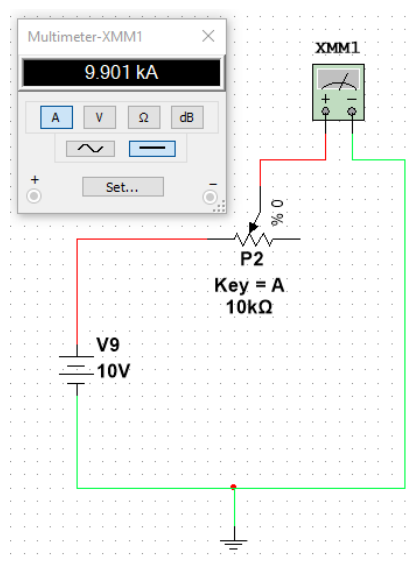 Multimeter-XMM1
9.901 kA
A V Ω dB
+ Set... -
XMM1
+ -
0 %
P2
Key = A
10kΩ
V9
10V